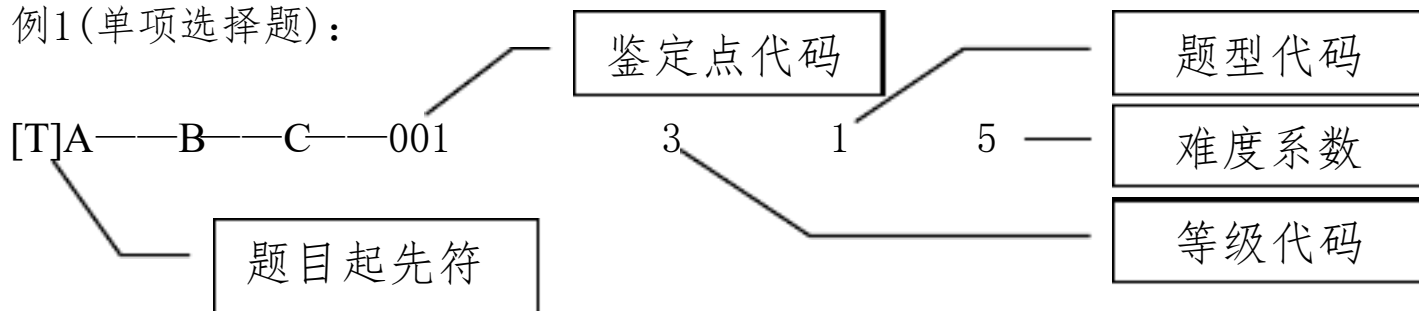 例1(单项选择题):
鉴定点代码
题型代码
[T]A——B——C——001 3 1 5
难度系数
等级代码
题目起先符